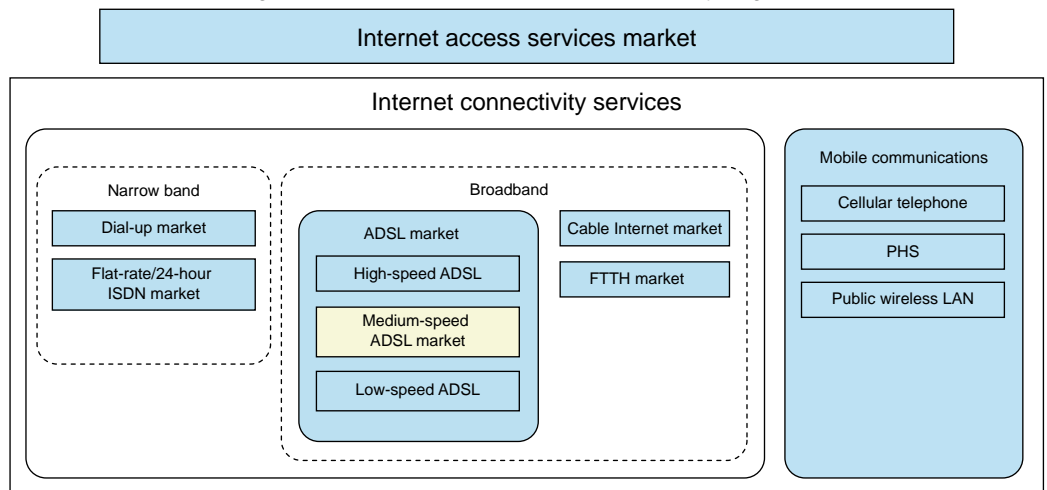 Internet access services market
Internet connectivity services
Narrow band
Dial-up market
Flat-rate/24-hour
ISDN market
Broadband
ADSL market
High-speed ADSL
Medium-speed
ADSL market
Low-speed ADSL
Cable Internet market
FTTH market
Mobile communications
Cellular telephone
PHS
Public wireless LAN